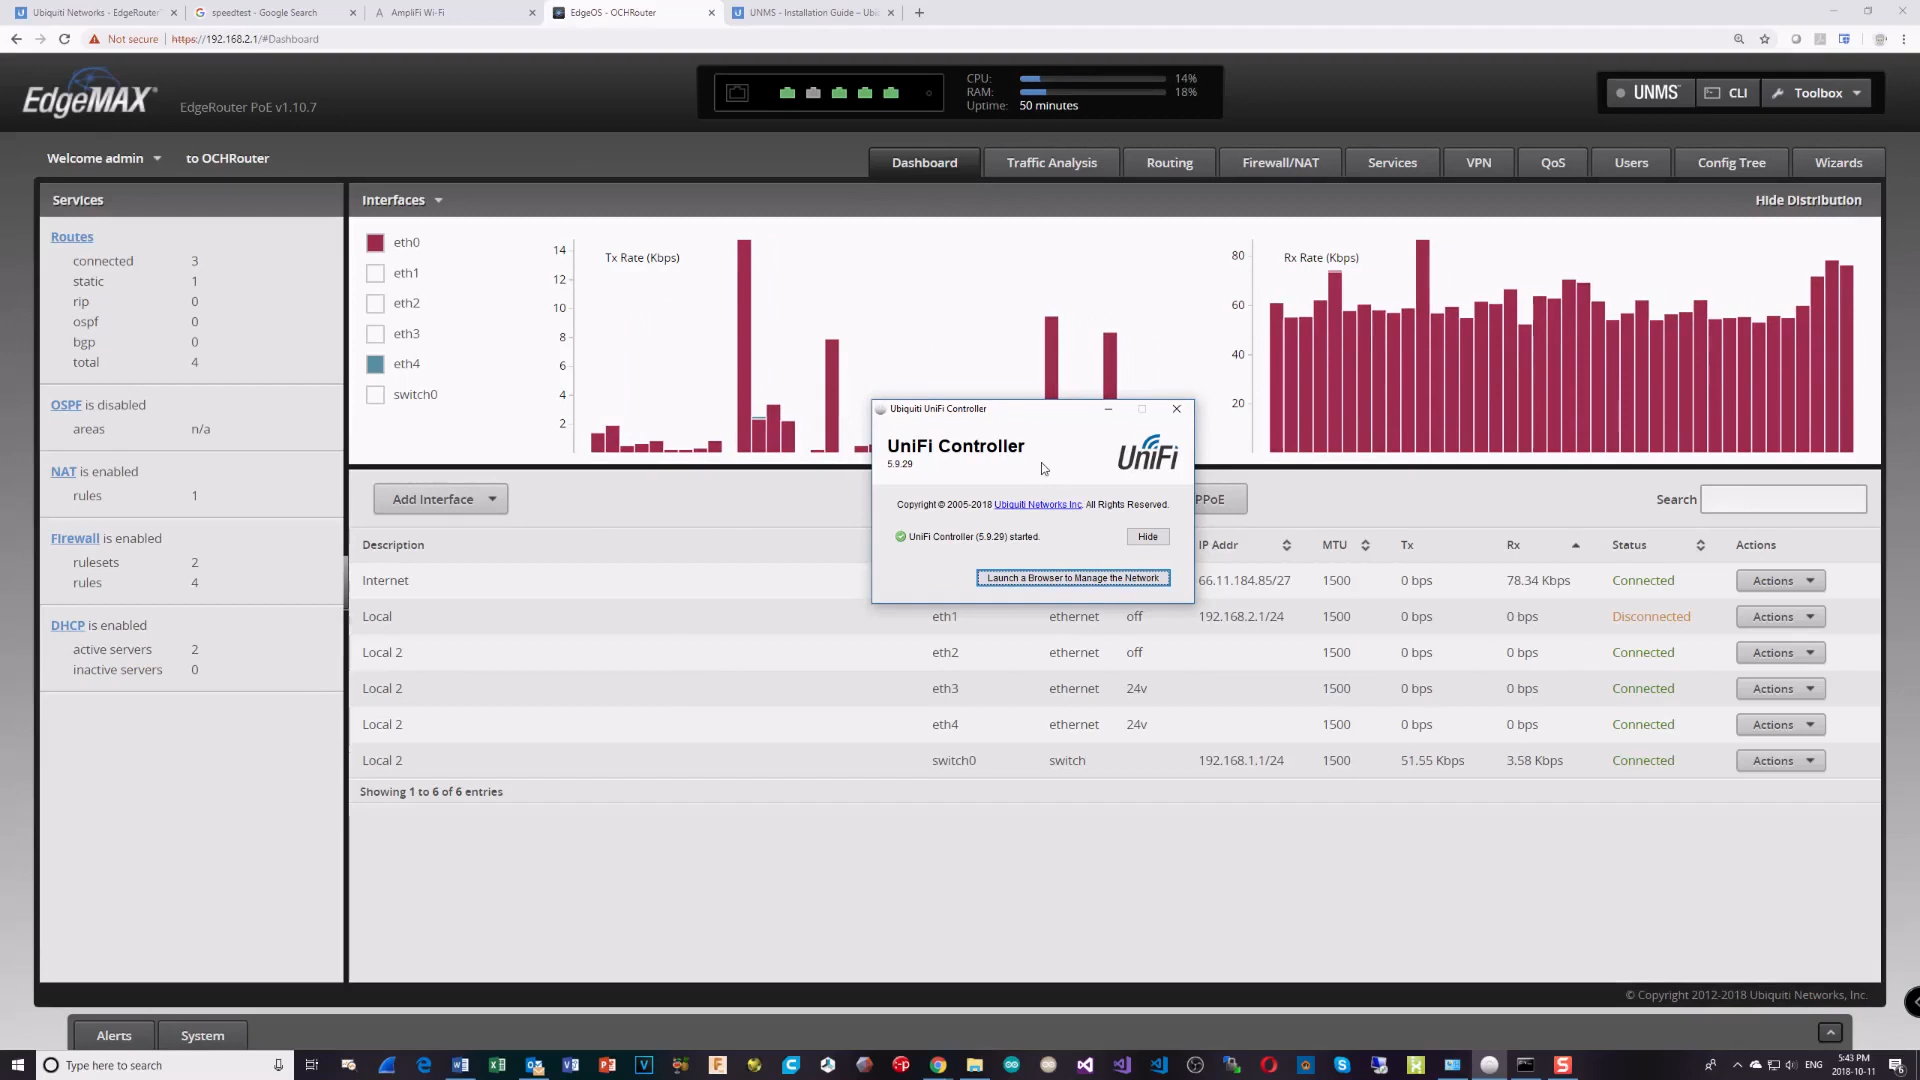 Ubiquiti Networks - EdgeRouter
speedtest - Google Search
AmpliFi Wi-Fi
EdgeOS - OCHRouter
UNMS - Installation Guide – Ubi
Not secure
https://192.168.2.1/#Dashboard
EdgeMAX
EdgeRouter PoE v1.10.7
CPU: 14%
RAM: 18%
Uptime: 50 minutes
UNMS
CLI
Toolbox
Welcome admin
to OCHRouter
Dashboard
Traffic Analysis
Routing
Firewall/NAT
Services
VPN
QoS
Users
Config Tree
Wizards
Services
Routes
connected 3
static 1
rip 0
ospf 0
bgp 0
total 4
OSPF is disabled
areas n/a
NAT is enabled
rules 1
Firewall is enabled
rulesets 2
rules 4
DHCP is enabled
active servers 2
inactive servers 0
Interfaces
Hide Distribution
eth0
eth1
eth2
eth3
eth4
switch0
Tx Rate (Kbps)
14
12
10
8
6
4
2
Rx Rate (Kbps)
80
60
40
20
Ubiquiti UniFi Controller
UniFi Controller
5.9.29
UniFi
Copyright © 2005-2018 Ubiquiti Networks Inc. All Rights Reserved.
UniFi Controller (5.9.29) started.
Hide
Launch a Browser to Manage the Network
Add Interface
PPoE
Search
Description IP Addr MTU Tx Rx Status Actions
Internet 66.11.184.85/27 1500 0 bps 78.34 Kbps Connected Actions
Local eth1 ethernet off 192.168.2.1/24 1500 0 bps 0 bps Disconnected Actions
Local 2 eth2 ethernet off 1500 0 bps 0 bps Connected Actions
Local 2 eth3 ethernet 24v 1500 0 bps 0 bps Connected Actions
Local 2 eth4 ethernet 24v 1500 0 bps 0 bps Connected Actions
Local 2 switch0 switch 192.168.1.1/24 1500 51.55 Kbps 3.58 Kbps Connected Actions
Showing 1 to 6 of 6 entries
© Copyright 2012-2018 Ubiquiti Networks, Inc.
Alerts
System
Type here to search
ENG
5:43 PM
2018-10-11